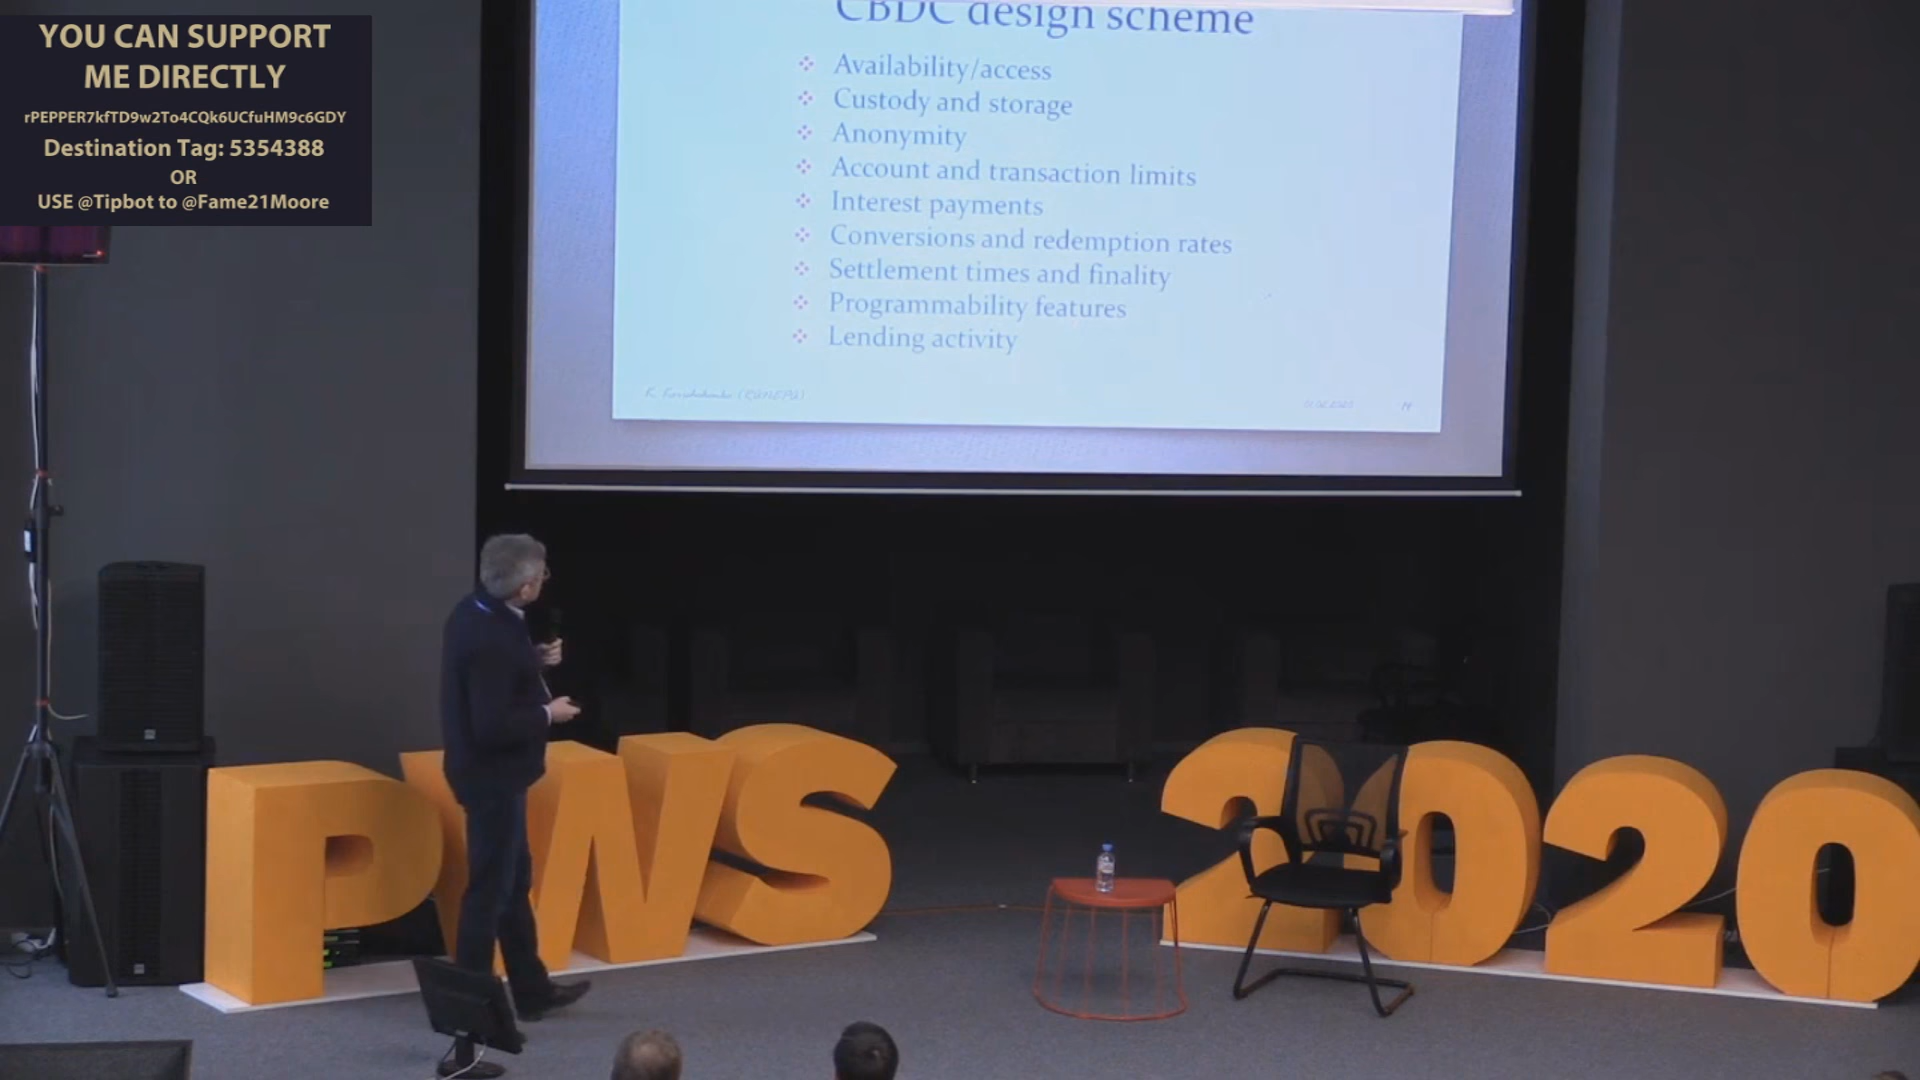 YOU CAN SUPPORT
ME DIRECTLY
rPEPPER7kfTD9w2To4CQk6UCfuHM9c6GDY
Destination Tag: 5354388
OR
USE @Tipbot to @Fame21Moore
CBDC design scheme
Availability/access
Custody and storage
Anonymity
Account and transaction limits
Interest payments
Conversions and redemption rates
Settlement times and finality
Programmability features
Lending activity
(RANEPA)
PWS 2020